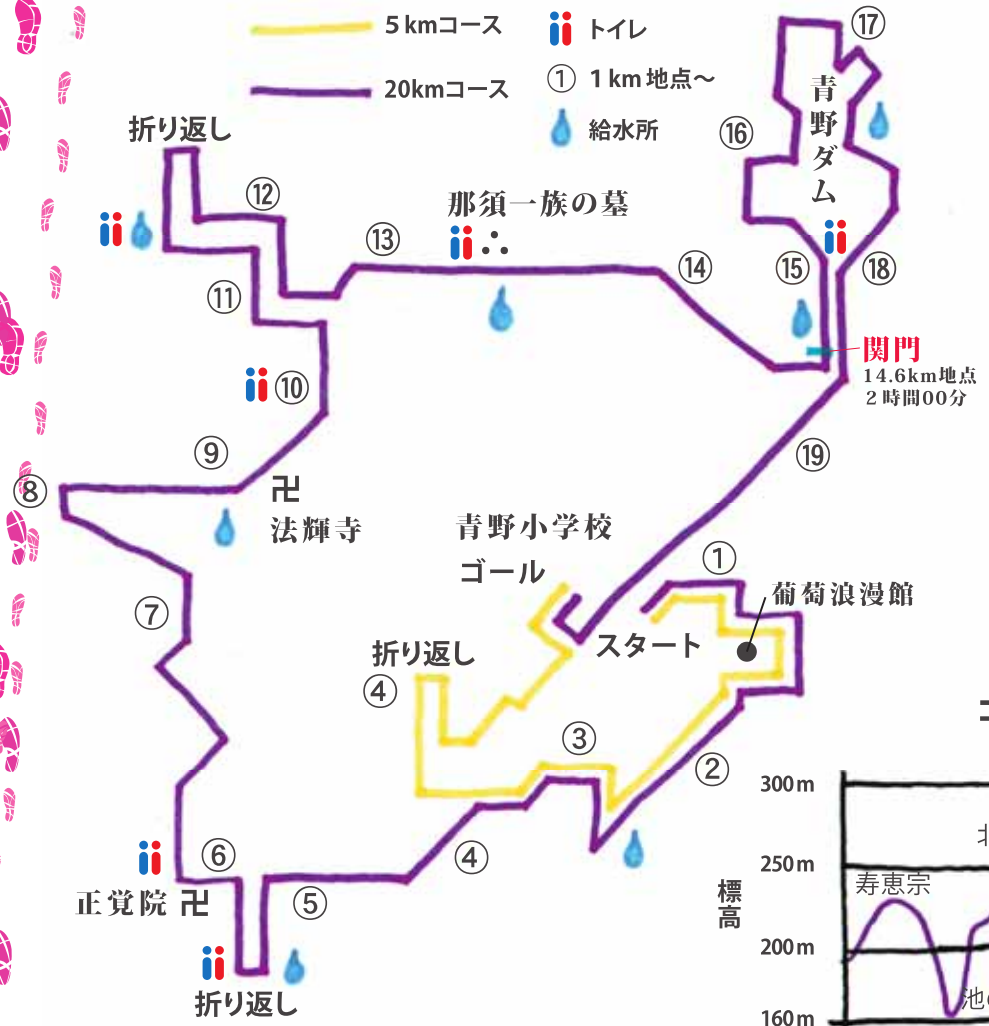 5kmコース
トイレ
① 1km地点～
20kmコース
給水所
⑰
青野ダム
折り返し
⑯
⑫
那須一族の墓
⑬
⑭
⑮
⑱
⑪
関門
14.6km地点
2時間00分
⑩
⑨
⑲
⑧
卍
法輝寺
青野小学校
ゴール
①
葡萄浪漫館
⑦
スタート
折り返し
④
③
②
300m
⑥
④
250m
正覚院 卍
⑤
寿恵宗
標高
200m
折り返し
160m